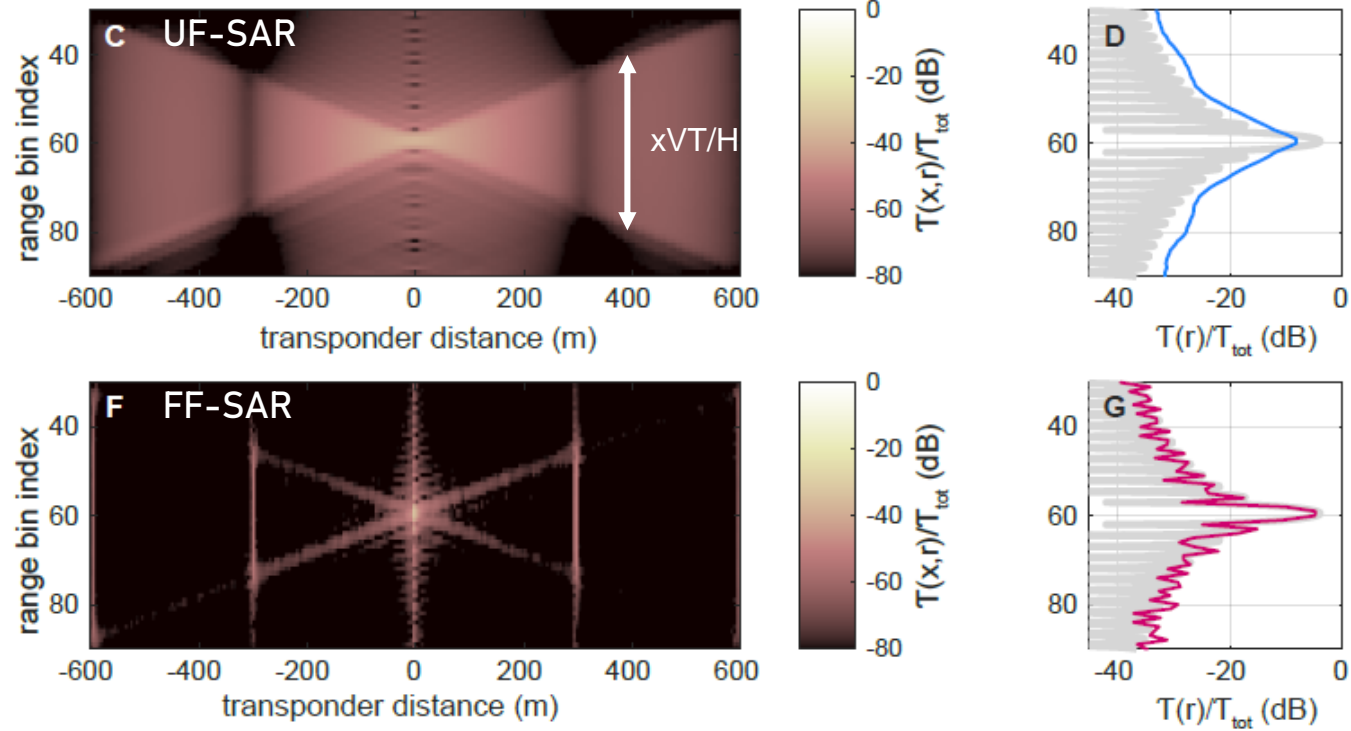 C UF-SAR
range bin index
40
60
80
-600 -400 -200 0 200 400 600
transponder distance (m)
xVT/H
0
-20
-40
-60
-80
T(x,r)/T_tot (dB)
D
40
60
80
-40 -20 0
T(r)/T_tot (dB)
F FF-SAR
range bin index
40
60
80
-600 -400 -200 0 200 400 600
transponder distance (m)
0
-20
-40
-60
-80
T(x,r)/T_tot (dB)
G
40
60
80
-40 -20 0
T(r)/T_tot (dB)